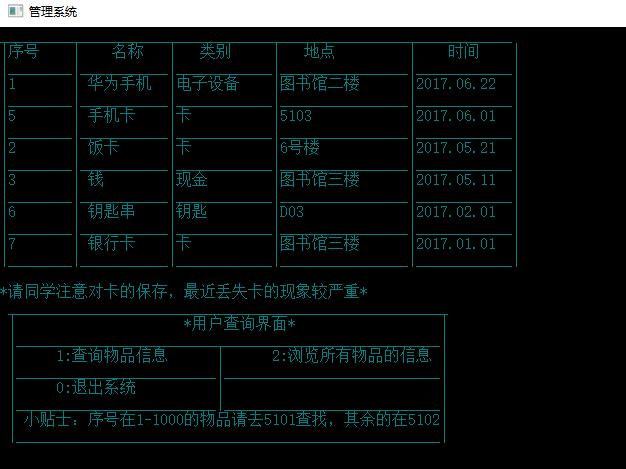 管理系统
序号 名称 类别 地点 时间
1 华为手机 电子设备 图书馆二楼 2017.06.22
5 手机卡 卡 5103 2017.06.01
2 饭卡 卡 6号楼 2017.05.21
3 钱 现金 图书馆三楼 2017.05.11
6 钥匙串 钥匙 D03 2017.02.01
7 银行卡 卡 图书馆三楼 2017.01.01
*请同学注意对卡的保存，最近丢失卡的现象较严重*
*用户查询界面*
1:查询物品信息 2:浏览所有物品的信息
0:退出系统
小贴士：序号在1-1000的物品请去5101查找，其余的在5102